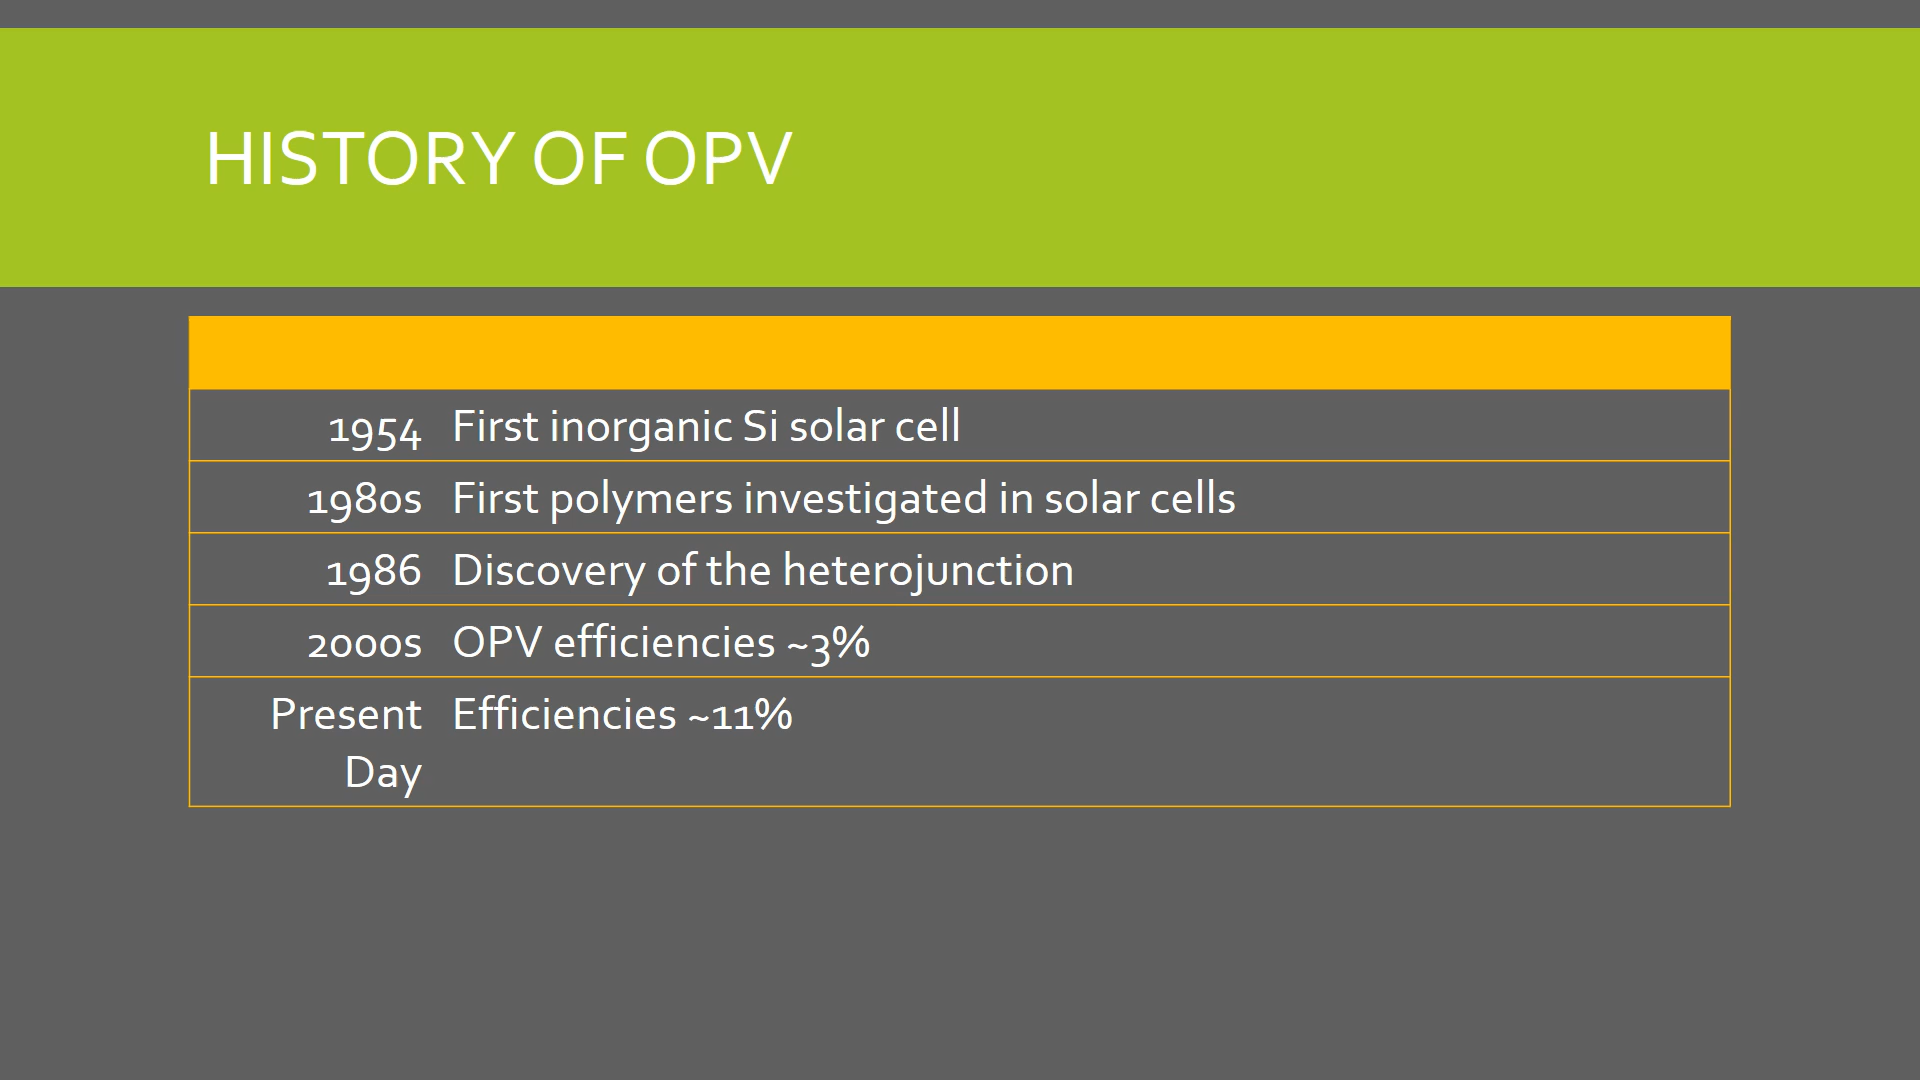 HISTORY OF OPV
1954 First inorganic Si solar cell
1980s First polymers investigated in solar cells
1986 Discovery of the heterojunction
2000s OPV efficiencies ~3%
Present Efficiencies ~11%
Day